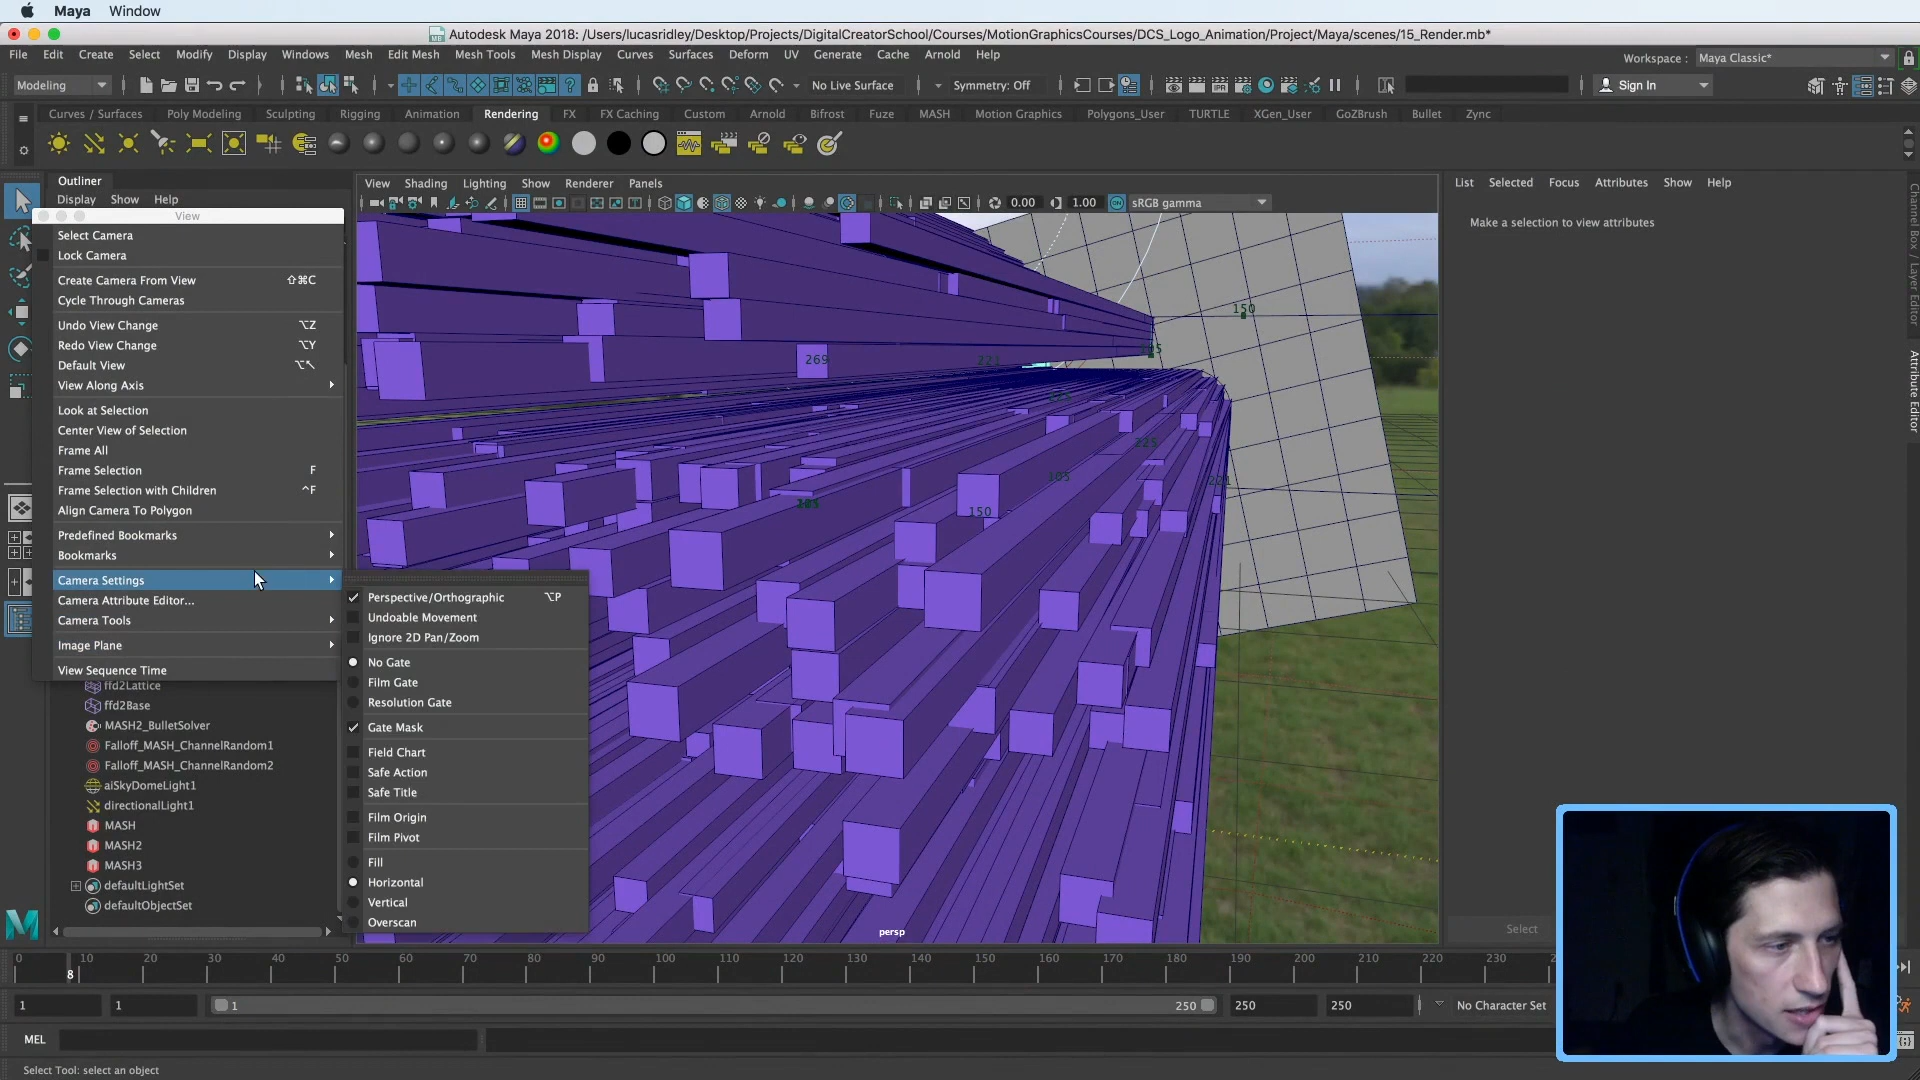 Maya Window
Autodesk Maya 2018: /Users/lucasridley/Desktop/Projects/DigitalCreatorSchool/Courses/MotionGraphicsCourses/DCS_Logo_Animation/Project/Maya/scenes/15_Render.mb*
File Edit Create Select Modify Display Windows Mesh Edit Mesh Mesh Tools Mesh Display Curves Surfaces Deform UV Generate Cache Arnold Help
Workspace : Maya Classic*
Modeling No Live Surface Symmetry: Off Sign In
Curves / Surfaces Poly Modeling Sculpting Rigging Animation Rendering FX FX Caching Custom Arnold Bifrost Fuze MASH Motion Graphics Polygons_User TURTLE XGen_User GoZBrush Bullet Zync
Outliner
Display Show Help
View
Select Camera
Lock Camera
Create Camera From View ⇧⌘C
Cycle Through Cameras
Undo View Change ⌥Z
Redo View Change ⌥Y
Default View ⌥↖
View Along Axis
Look at Selection
Center View of Selection
Frame All
Frame Selection F
Frame Selection with Children ^F
Align Camera To Polygon
Predefined Bookmarks
Bookmarks
Camera Settings
Camera Attribute Editor...
Camera Tools
Image Plane
View Sequence Time
ffd2Lattice
ffd2Base
MASH2_BulletSolver
Falloff_MASH_ChannelRandom1
Falloff_MASH_ChannelRandom2
aiSkyDomeLight1
directionalLight1
MASH
MASH2
MASH3
defaultLightSet
defaultObjectSet
Perspective/Orthographic ⌥P
Undoable Movement
Ignore 2D Pan/Zoom
No Gate
Film Gate
Resolution Gate
Gate Mask
Field Chart
Safe Action
Safe Title
Film Origin
Film Pivot
Fill
Horizontal
Vertical
Overscan
View Shading Lighting Show Renderer Panels
0.00 1.00 sRGB gamma
150
269 221
225
105
150
221
persp
List Selected Focus Attributes Show Help
Make a selection to view attributes
Channel Box / Layer Editor
Attribute Editor
Select
0 10 20 30 40 50 60 70 80 90 100 110 120 130 140 150 160 170 180 190 200 210 220 230
8
1 1 1 250 250 250 No Character Set
MEL
Select Tool: select an object